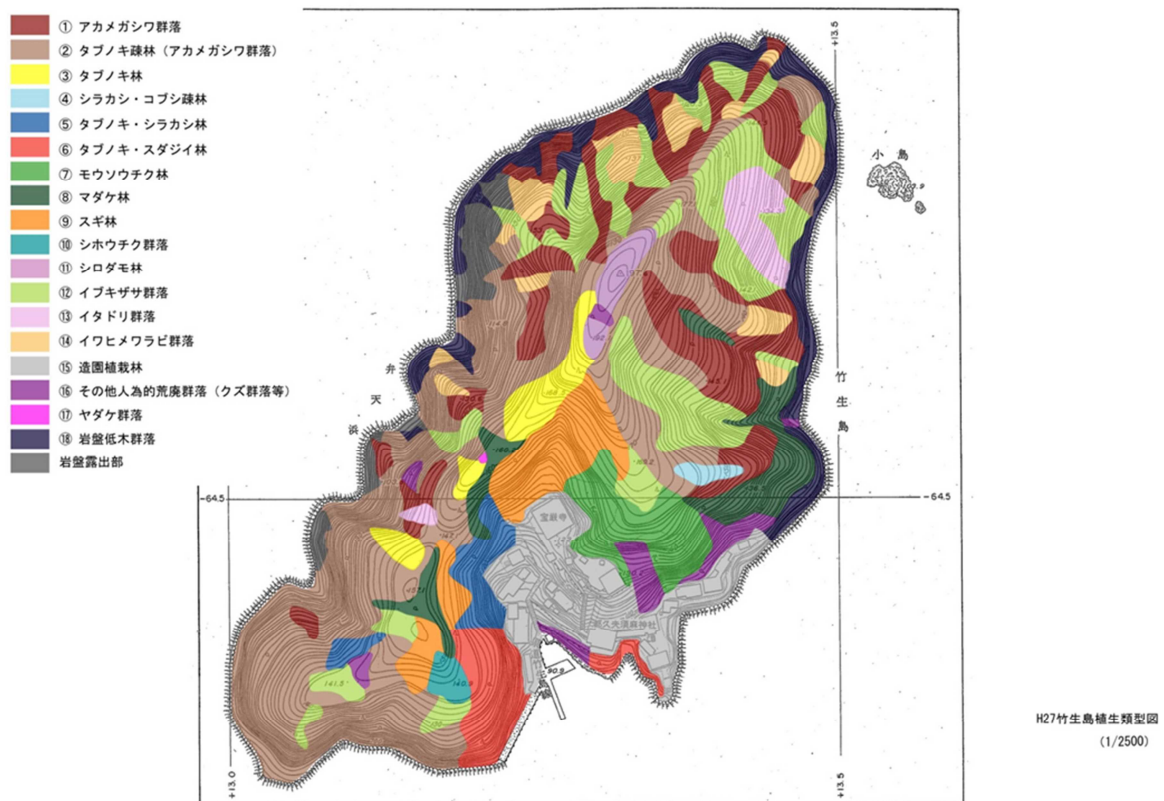 ① アカメガシワ群落
② タブノキ疎林（アカメガシワ群落）
③ タブノキ林
④ シラカシ・コブシ疎林
⑤ タブノキ・シラカシ林
⑥ タブノキ・スダジイ林
⑦ モウソウチク林
⑧ マダケ林
⑨ スギ林
⑩ シホウチク群落
⑪ シロダモ林
⑫ イブキザサ群落
⑬ イタドリ群落
⑭ イワヒメワラビ群落
⑮ 造園植栽林
⑯ その他人為的荒廃群落（クズ群落等）
⑰ ヤダケ群落
⑱ 岩盤低木群落
岩盤露出部
+13.5
小島
弁天浜
竹生島
-64.5
-64.5
宝厳寺
141.5
140.9
90.9
+13.0
+13.5
H27竹生島植生類型図
（1/2500）